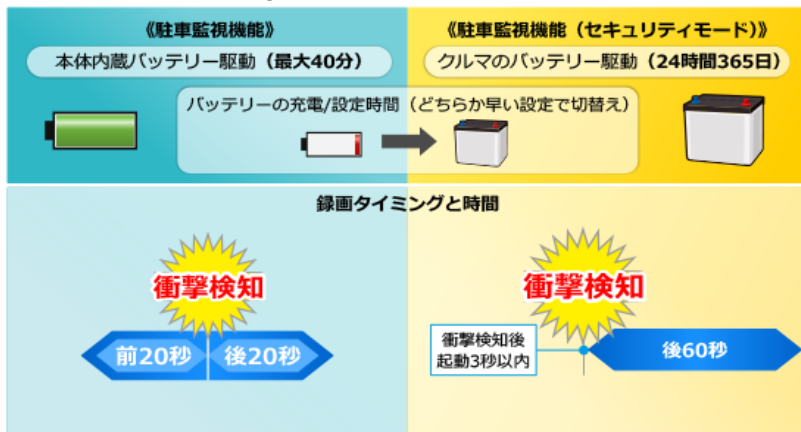 《駐車監視機能》
本体内蔵バッテリー駆動（最大40分）
《駐車監視機能（セキュリティモード）》
クルマのバッテリー駆動（24時間365日）
バッテリーの充電/設定時間（どちらか早い設定で切替え）
録画タイミングと時間
衝撃検知
前20秒
後20秒
衝撃検知
衝撃検知後
起動3秒以内
後60秒